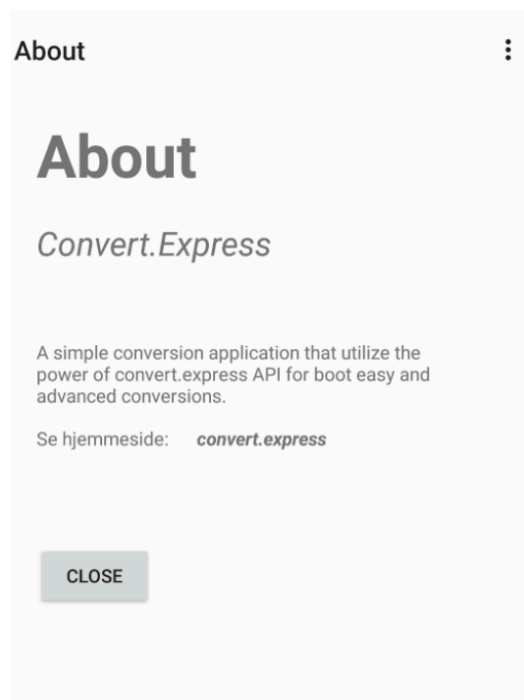 About
About
Convert.Express
A simple conversion application that utilize the
power of convert.express API for boot easy and
advanced conversions.
Se hjemmeside: convert.express
CLOSE